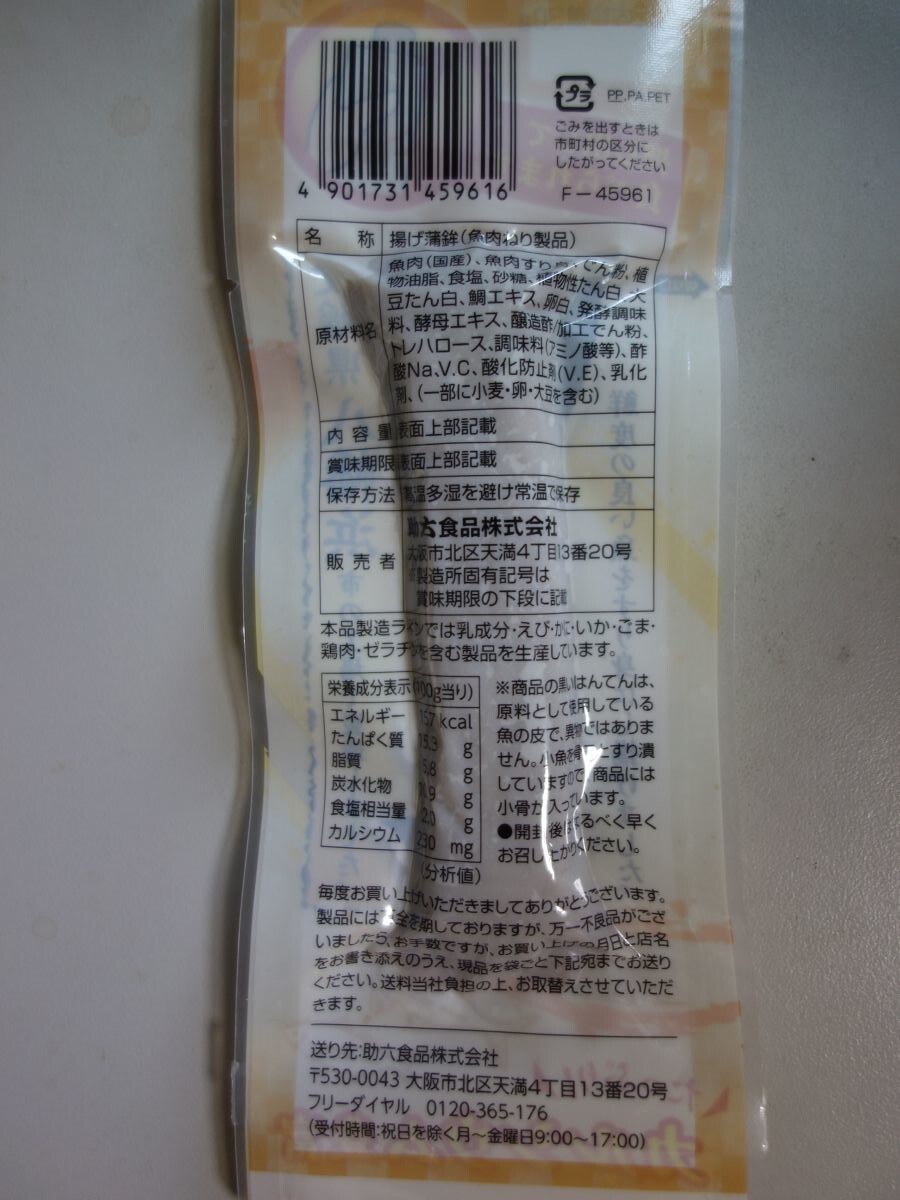 プラ
PP,PA,PET
ごみを出すときは
市町村の区分に
したがってください
4 901731 459616
F-45961
名 称 揚げ蒲鉾(魚肉ねり製品)
原材料名
魚肉(国産)、魚肉すり身、でん粉、植
物油脂、食塩、砂糖、植物性たん白、大
豆たん白、鯛エキス、卵白、発酵調味
料、酵母エキス、醸造酢/加工でん粉、
トレハロース、調味料(アミノ酸等)、酢
酸Na、V.C、酸化防止剤(V.E)、乳化
剤、(一部に小麦・卵・大豆を含む)
内容量 表面上部記載
賞味期限 表面上部記載
保存方法 高温多湿を避け常温で保存
販売者
助六食品株式会社
大阪市北区天満4丁目13番20号
製造所固有記号は
賞味期限の下段に記載
本品製造ラインでは乳成分・えび・かに・いか・ごま・
鶏肉・ゼラチンを含む製品を生産しています。
栄養成分表示(100g当り)
エネルギー 157 kcal
たんぱく質 15.3 g
脂質 5.8 g
炭水化物 g
食塩相当量 2.0 g
カルシウム 230 mg
(分析値)
※商品の黒いはんてんは、
原料として使用している
魚の皮で、異物ではありま
せん。小魚を骨ごとすり潰
していますので、商品には
小骨が入っています。
●開封後はなるべく早く
お召し上がりください。
毎度お買い上げいただきましてありがとうございます。
製品には万全を期しておりますが、万一不良品がござ
いましたら、お手数ですが、お買い上げの月日と店名
をお書き添えのうえ、現品を袋ごと下記宛までお送り
ください。送料当社負担の上、お取替えさせていただ
きます。
送り先:助六食品株式会社
〒530-0043 大阪市北区天満4丁目13番20号
フリーダイヤル 0120-365-176
(受付時間:祝日を除く月～金曜日9:00～17:00)